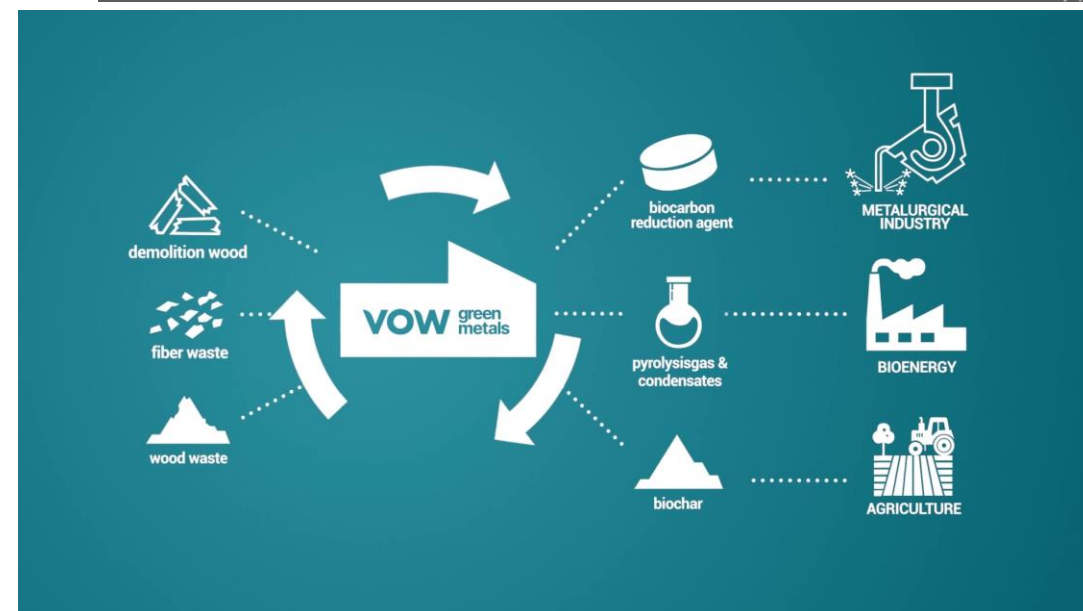 demolition wood
fiber waste
wood waste
VOW green
metals
biocarbon
reduction agent
pyrolysisgas &
condensates
biochar
METALURGICAL
INDUSTRY
BIOENERGY
AGRICULTURE